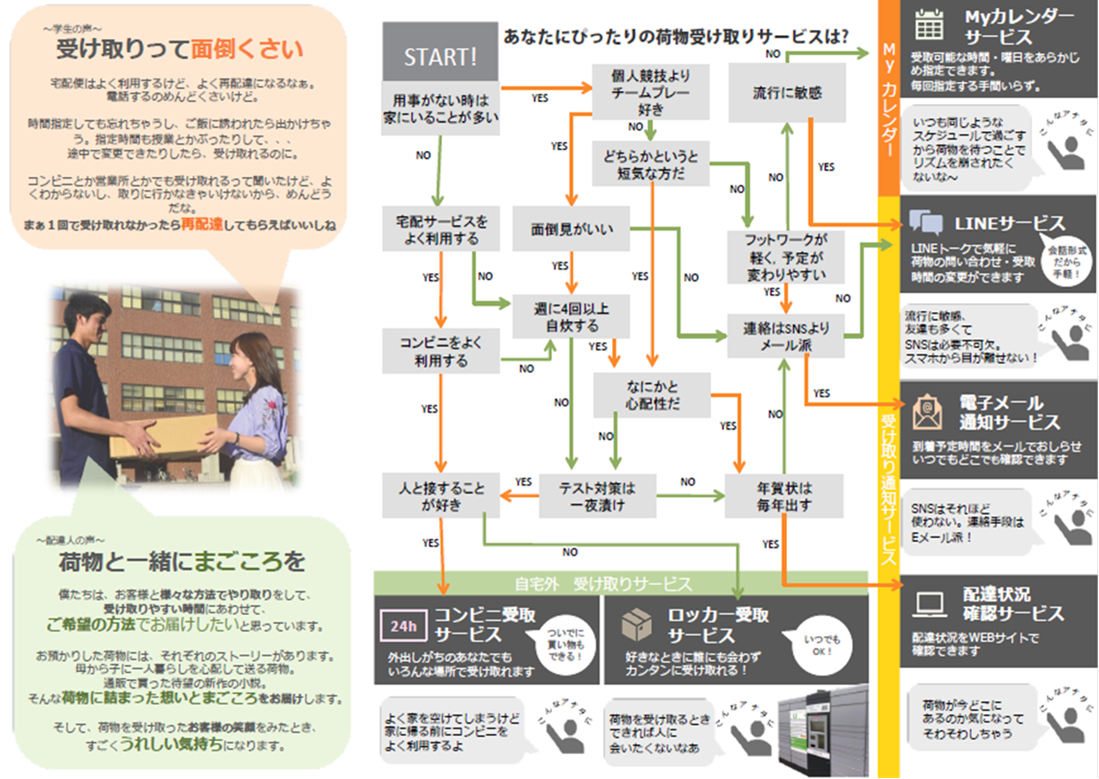 ～学生の声～
受け取りって面倒くさい
宅配便はよく利用するけど、よく再配達になるなぁ。
電話するのめんどくさいけど。
時間指定しても忘れちゃうし、ご飯に誘われたら出かけちゃ
う。指定時間も授業とかぶったりして、、、
途中で変更できたりしたら、受け取れるのに。
コンビニとか営業所とかでも受け取れるって聞いたけど、よ
くわからないし、取りに行かなきゃいけないから、めんどう
だな。
まぁ１回で受け取れなかったら再配達してもらえばいいしね
～配達人の声～
荷物と一緒にまごころを
僕たちは、お客様と様々な方法でやり取りをして、
受け取りやすい時間にあわせて、
ご希望の方法でお届けしたいと思っています。
お預かりした荷物には、それぞれのストーリーがあります。
母から子に一人暮らしを心配して送る荷物。
通販で買った待望の新作の小説。
そんな荷物に詰まった想いとまごころをお届けします。
そして、荷物を受け取ったお客様の笑顔をみたとき、
すごくうれしい気持ちになります。
START!
あなたにぴったりの荷物受け取りサービスは?
用事がない時は
家にいることが多い
YES
NO
個人競技より
チームプレー
好き
NO
YES
流行に敏感
NO
YES
どちらかというと
短気な方だ
NO
YES
宅配サービスを
よく利用する
YES
NO
面倒見がいい
YES
NO
フットワークが
軽く,予定が
変わりやすい
NO
YES
週に4回以上
自炊する
YES
NO
連絡はSNSより
メール派
NO
YES
コンビニをよく
利用する
NO
YES
なにかと
心配性だ
NO
YES
人と接すること
が好き
YES
NO
テスト対策は
一夜漬け
YES
NO
年賀状は
毎年出す
NO
YES
自宅外　受け取りサービス
24h
コンビニ受取
サービス
外出しがちのあなたでも
いろんな場所で受け取れます
ついでに
買い物も
できる！
よく家を空けてしまうけど
家に帰る前にコンビニを
よく利用するよ
こんなアナタに
ロッカー受取
サービス
好きなときに誰にも会わず
カンタンに受け取れる！
いつでも
OK！
荷物を受け取るとき
できれば人に
会いたくないなあ
こんなアナタに
My カレンダー
Myカレンダー
サービス
受取可能な時間・曜日をあらかじ
め指定できます。
毎回指定する手間いらず。
いつも同じような
スケジュールで過ごす
から荷物を待つことで
リズムを崩されたく
ないな～
こんなアナタに
受け取り通知サービス
LINEサービス
LINEトークで気軽に
荷物の問い合わせ・受取
時間の変更ができます
会話形式
だから
手軽！
流行に敏感、
友達も多くて
SNSは必要不可欠。
スマホから目が離せない！
こんなアナタに
電子メール
通知サービス
到着予定時間をメールでおしらせ
いつでもどこでも確認できます
SNSはそれほど
使わない。連絡手段は
Eメール派！
こんなアナタに
配達状況
確認サービス
配達状況をWEBサイトで
確認できます
荷物が今どこに
あるのか気になって
そわそわしちゃう
こんなアナタに